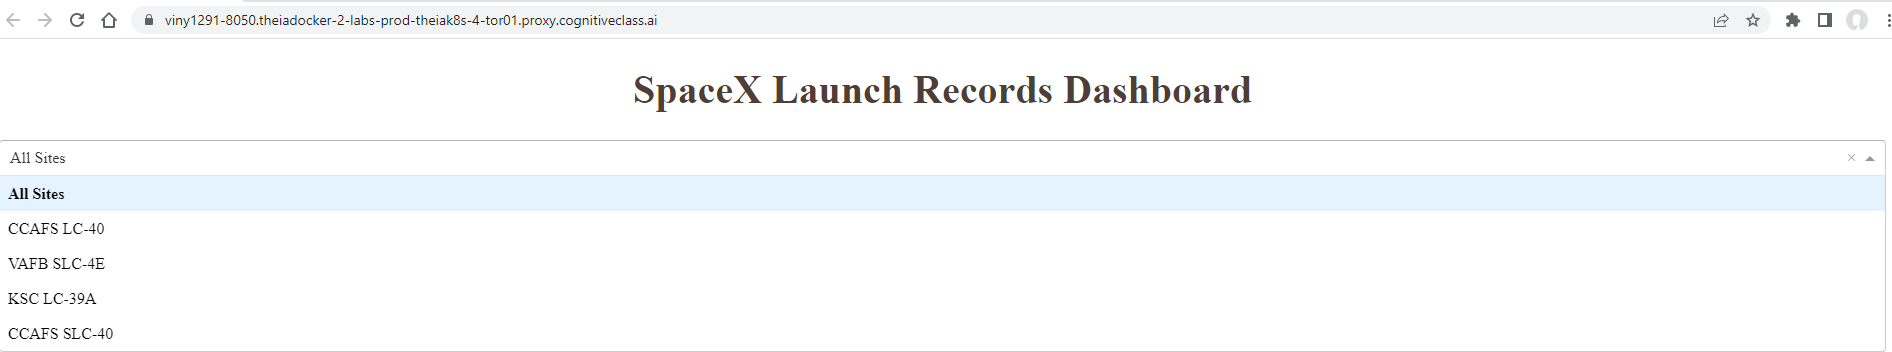 viny1291-8050.theiadocker-2-labs-prod-theiak8s-4-tor01.proxy.cognitiveclass.ai
SpaceX Launch Records Dashboard
All Sites
All Sites
CCAFS LC-40
VAFB SLC-4E
KSC LC-39A
CCAFS SLC-40